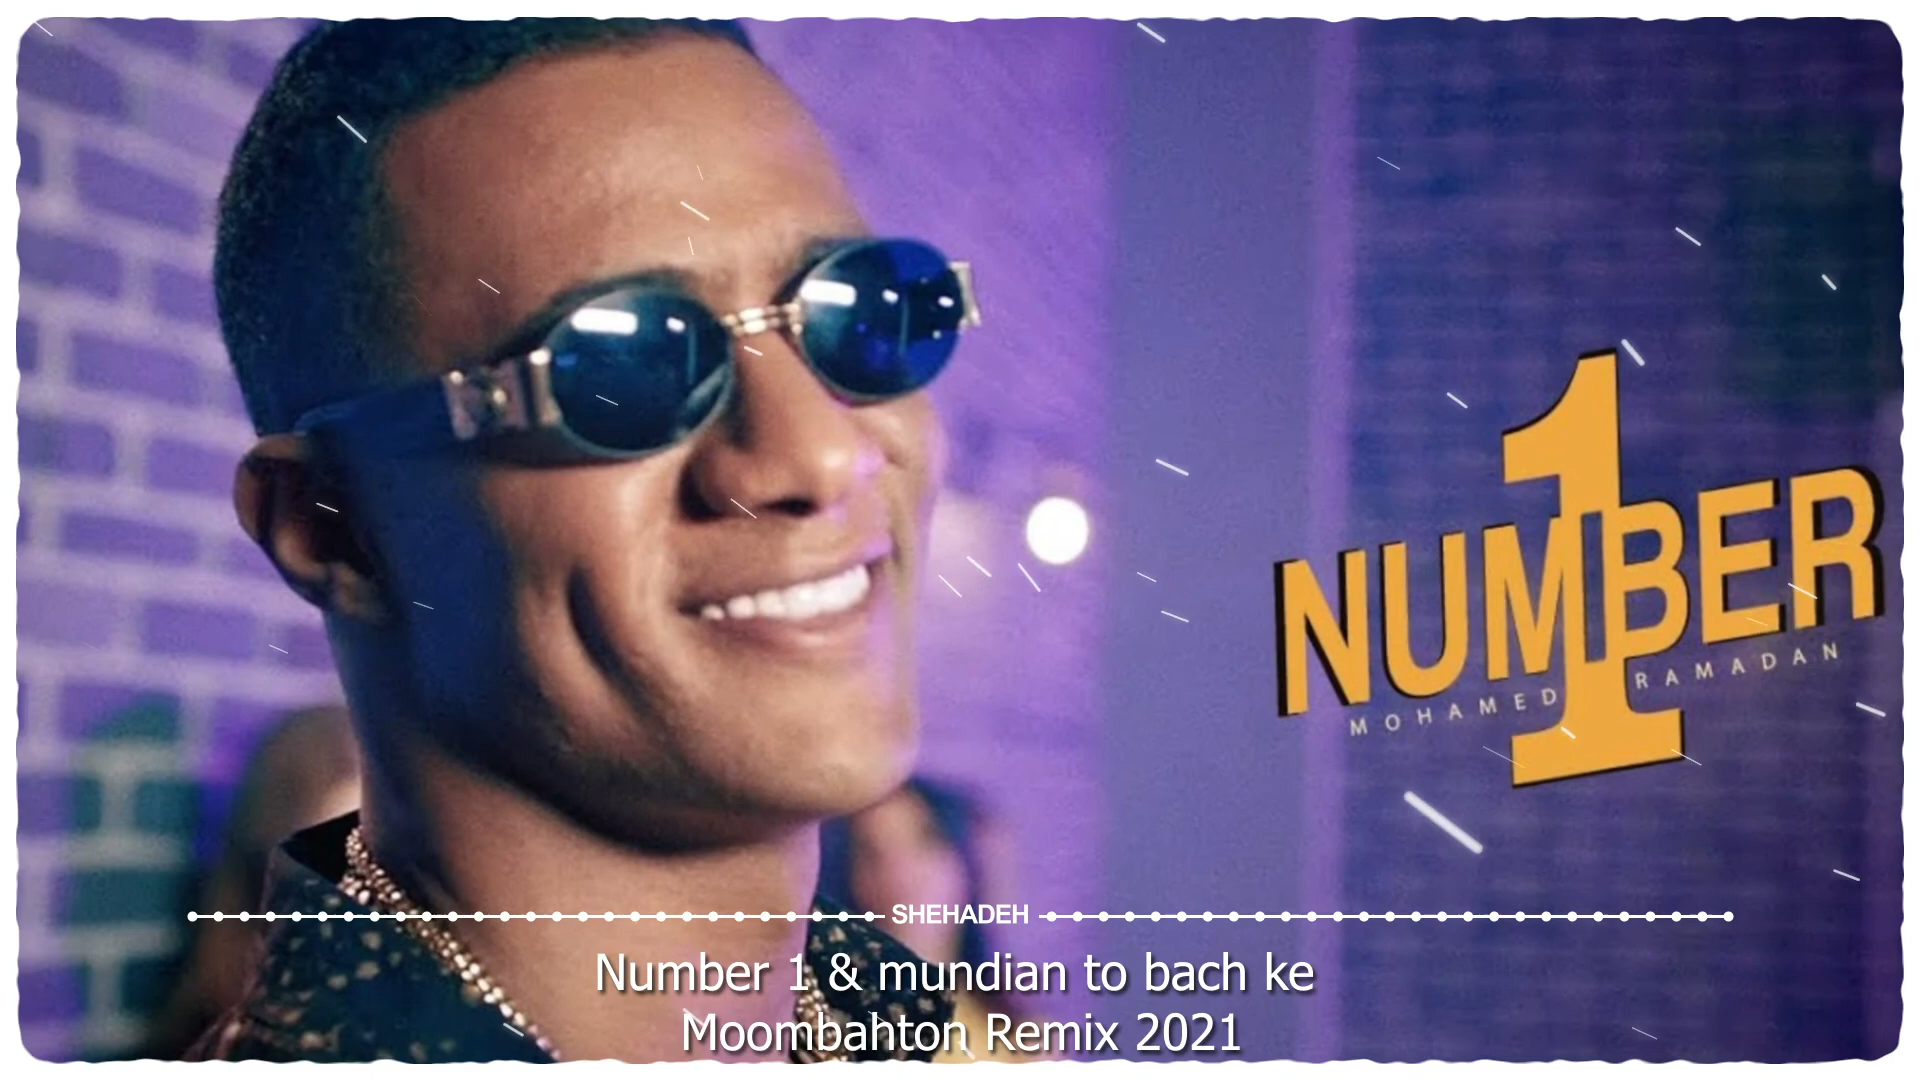 1
NUMBER
MOHAMED RAMADAN
SHEHADEH
Number 1 & mundian to bach ke
Moombahton Remix 2021